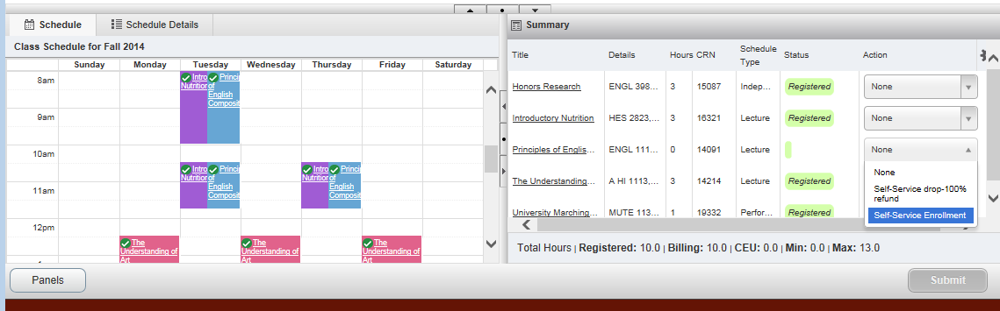 Schedule
Schedule Details
Class Schedule for Fall 2014
Sunday Monday Tuesday Wednesday Thursday Friday Saturday
8am
Intro Princi
Nutrition of
English
Composit
9am
10am
Intro Princi Intro Princi
Nutrition of Nutrition of
11am
English English
Composit Composit
12pm
The The The
Understanding of Understanding of Understanding of
Art Art Art
Summary
Title Details Hours CRN Schedule Type Status Action
Honors Research ENGL 398... 3 15087 Indep... Registered None
Introductory Nutrition HES 2823,... 3 16321 Lecture Registered None
Principles of Englis... ENGL 111... 0 14091 Lecture None
None
The Understanding... A HI 1113,... 3 14214 Lecture Registered
Self-Service drop-100%
refund
University Marching... MUTE 113... 1 19332 Perfor... Registered
Self-Service Enrollment
Total Hours | Registered: 10.0 | Billing: 10.0 | CEU: 0.0 | Min: 0.0 | Max: 13.0
Panels
Submit